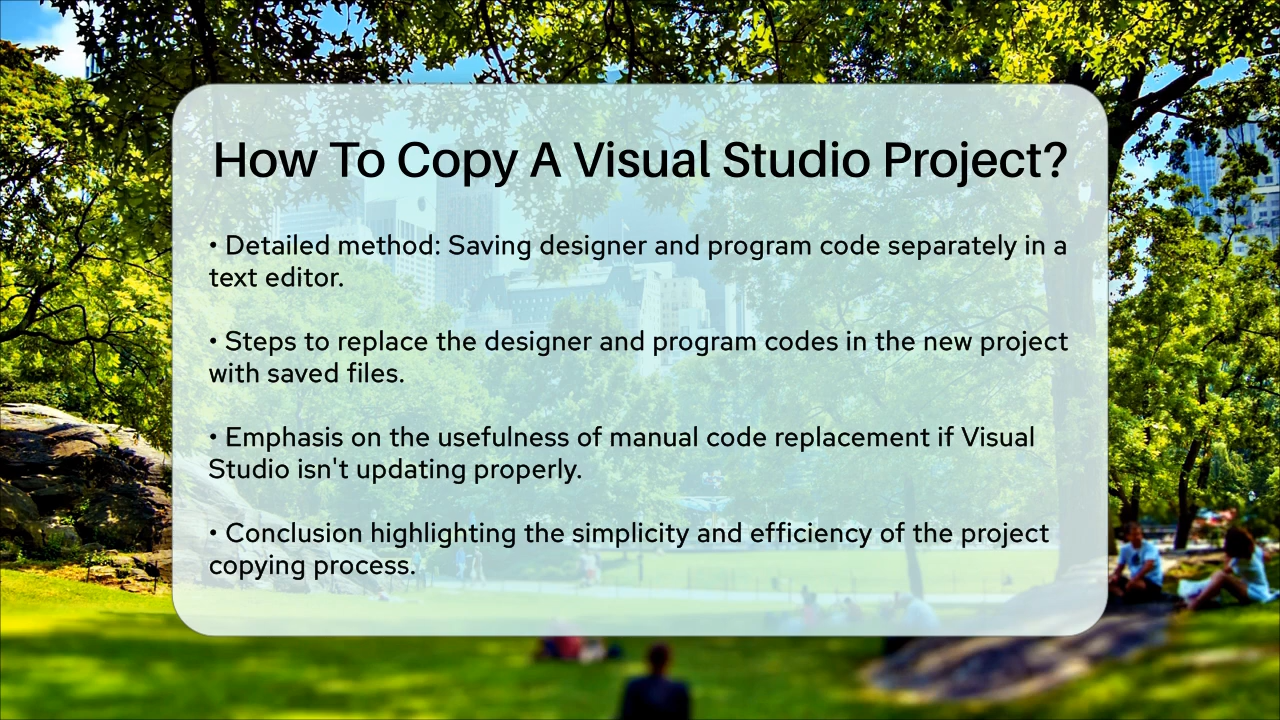 How To Copy A Visual Studio Project?
• Detailed method: Saving designer and program code separately in a
text editor.
• Steps to replace the designer and program codes in the new project
with saved files.
• Emphasis on the usefulness of manual code replacement if Visual
Studio isn't updating properly.
• Conclusion highlighting the simplicity and efficiency of the project
copying process.